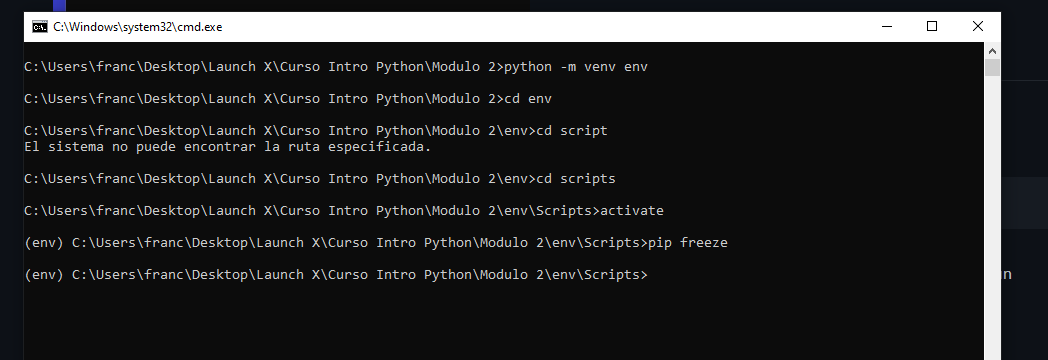 C:\Windows\system32\cmd.exe
C:\Users\franc\Desktop\Launch X\Curso Intro Python\Modulo 2>python -m venv env
C:\Users\franc\Desktop\Launch X\Curso Intro Python\Modulo 2>cd env
C:\Users\franc\Desktop\Launch X\Curso Intro Python\Modulo 2\env>cd script
El sistema no puede encontrar la ruta especificada.
C:\Users\franc\Desktop\Launch X\Curso Intro Python\Modulo 2\env>cd scripts
C:\Users\franc\Desktop\Launch X\Curso Intro Python\Modulo 2\env\Scripts>activate
(env) C:\Users\franc\Desktop\Launch X\Curso Intro Python\Modulo 2\env\Scripts>pip freeze
(env) C:\Users\franc\Desktop\Launch X\Curso Intro Python\Modulo 2\env\Scripts>